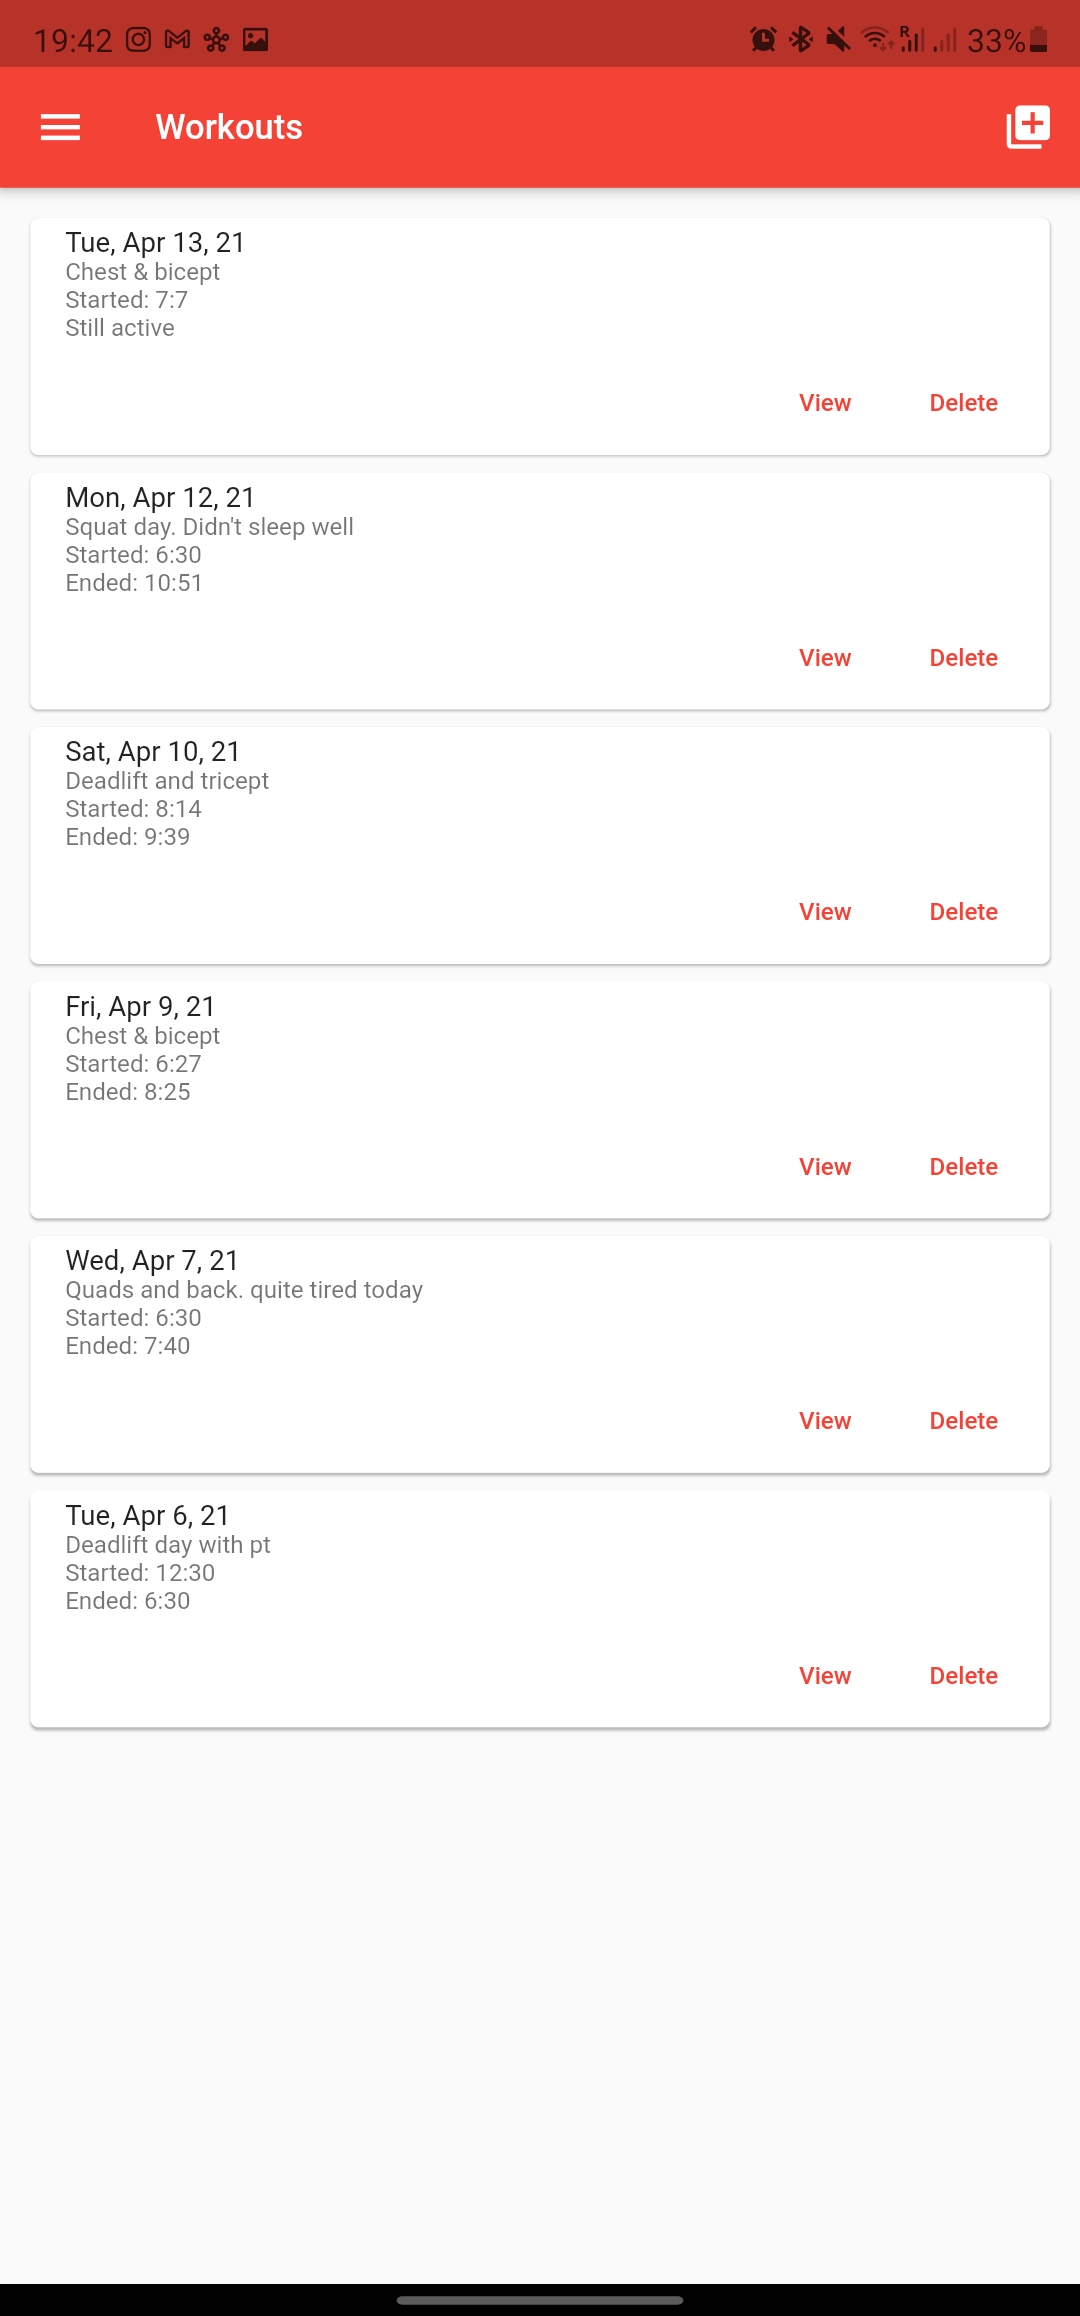 19:42
R 33%
Workouts
Tue, Apr 13, 21
Chest & bicept
Started: 7:7
Still active
View Delete
Mon, Apr 12, 21
Squat day. Didn't sleep well
Started: 6:30
Ended: 10:51
View Delete
Sat, Apr 10, 21
Deadlift and tricept
Started: 8:14
Ended: 9:39
View Delete
Fri, Apr 9, 21
Chest & bicept
Started: 6:27
Ended: 8:25
View Delete
Wed, Apr 7, 21
Quads and back. quite tired today
Started: 6:30
Ended: 7:40
View Delete
Tue, Apr 6, 21
Deadlift day with pt
Started: 12:30
Ended: 6:30
View Delete